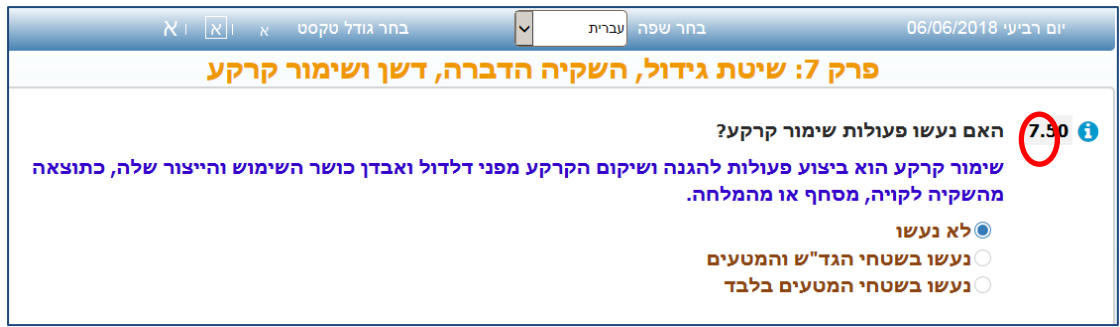 יום רביעי 06/06/2018 בחר שפה עברית בחר גודל טקסט א א א
פרק 7: שיטת גידול, השקיה הדברה, דשן ושימור קרקע
7.50 האם נעשו פעולות שימור קרקע?
שימור קרקע הוא ביצוע פעולות להגנה ושיקום הקרקע מפני דלדול ואבדן כושר השימוש והייצור שלה, כתוצאה
מהשקיה לקויה, מסחף או מהמלחה.
לא נעשו
נעשו בשטחי הגד"ש והמטעים
נעשו בשטחי המטעים בלבד